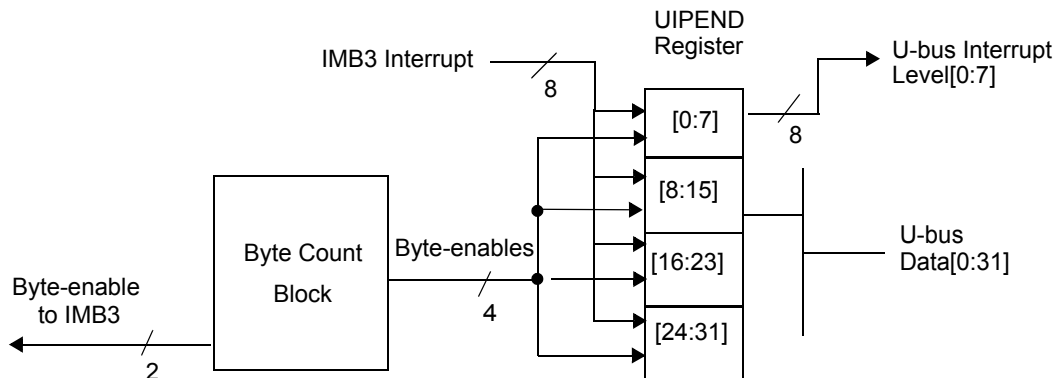 UIPEND
Register
IMB3 Interrupt
8
U-bus Interrupt
Level[0:7]
[0:7]
8
[8:15]
Byte Count
Block
Byte-enables
4
[16:23]
U-bus
Data[0:31]
Byte-enable
to IMB3
2
[24:31]